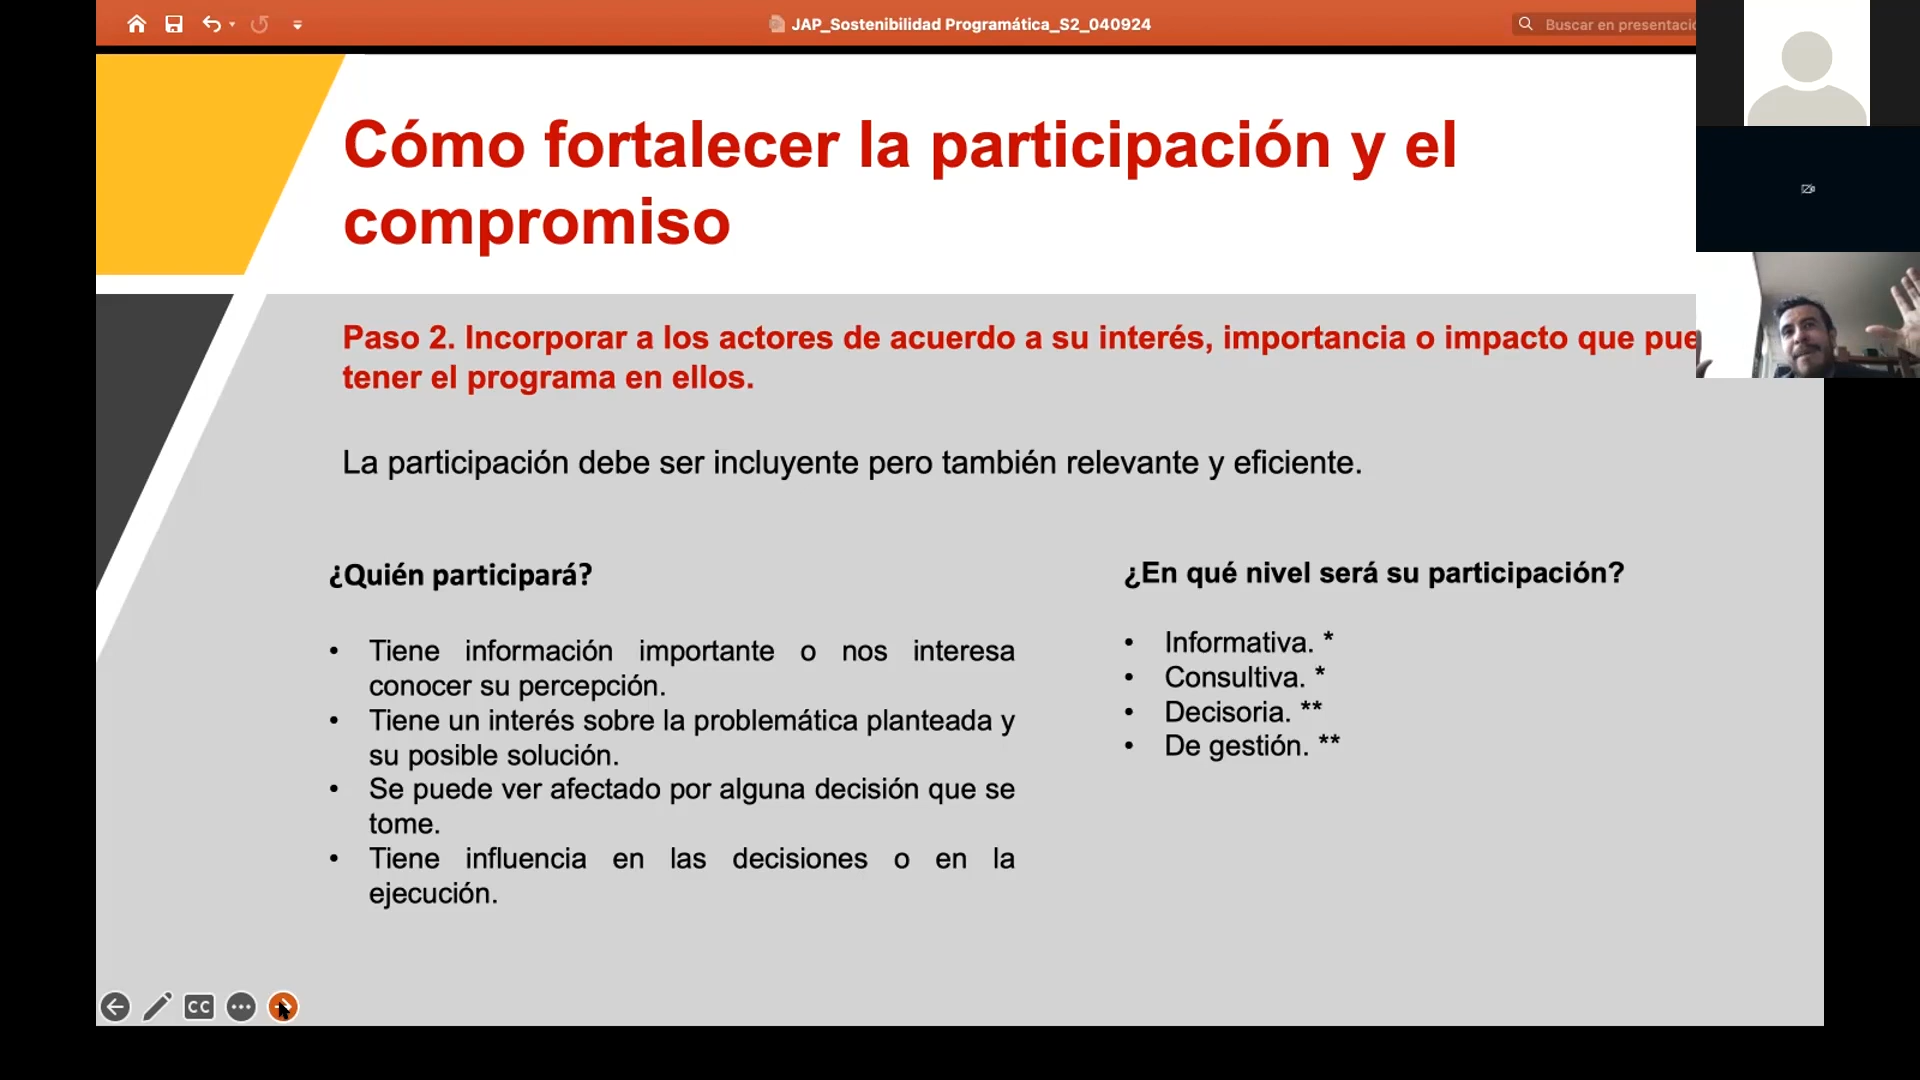 JAP_Sostenibilidad Programática_S2_040924
Buscar en
Cómo fortalecer la participación y el
compromiso
Paso 2. Incorporar a los actores de acuerdo a su interés, importancia o impacto que
tener el programa en ellos.
La participación debe ser incluyente pero también relevante y eficiente.
¿Quién participará?
• Tiene información importante o nos interesa
conocer su percepción.
• Tiene un interés sobre la problemática planteada y
su posible solución.
• Se puede ver afectado por alguna decisión que se
tome.
• Tiene influencia en las decisiones o en la
ejecución.
¿En qué nivel será su participación?
• Informativa. *
• Consultiva. *
• Decisoria. **
• De gestión. **
CC